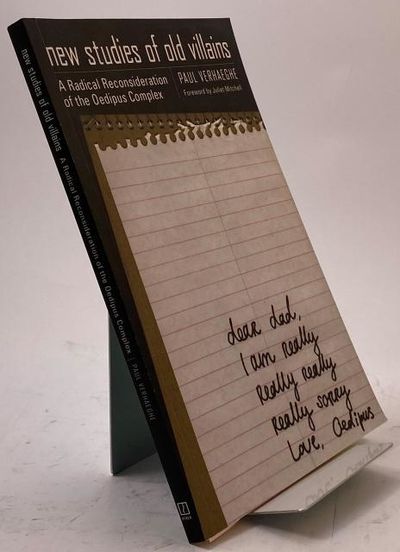 new studies of old villains
A Radical Reconsideration
of the Oedipus Complex
PAUL VERHAEGHE
Foreword by Juliet Mitchell
dear dad,
I am really
really really
really sorry
Love, Oedipus
new studies of old villains A Radical Reconsideration of the Oedipus Complex PAUL VERHAEGHE